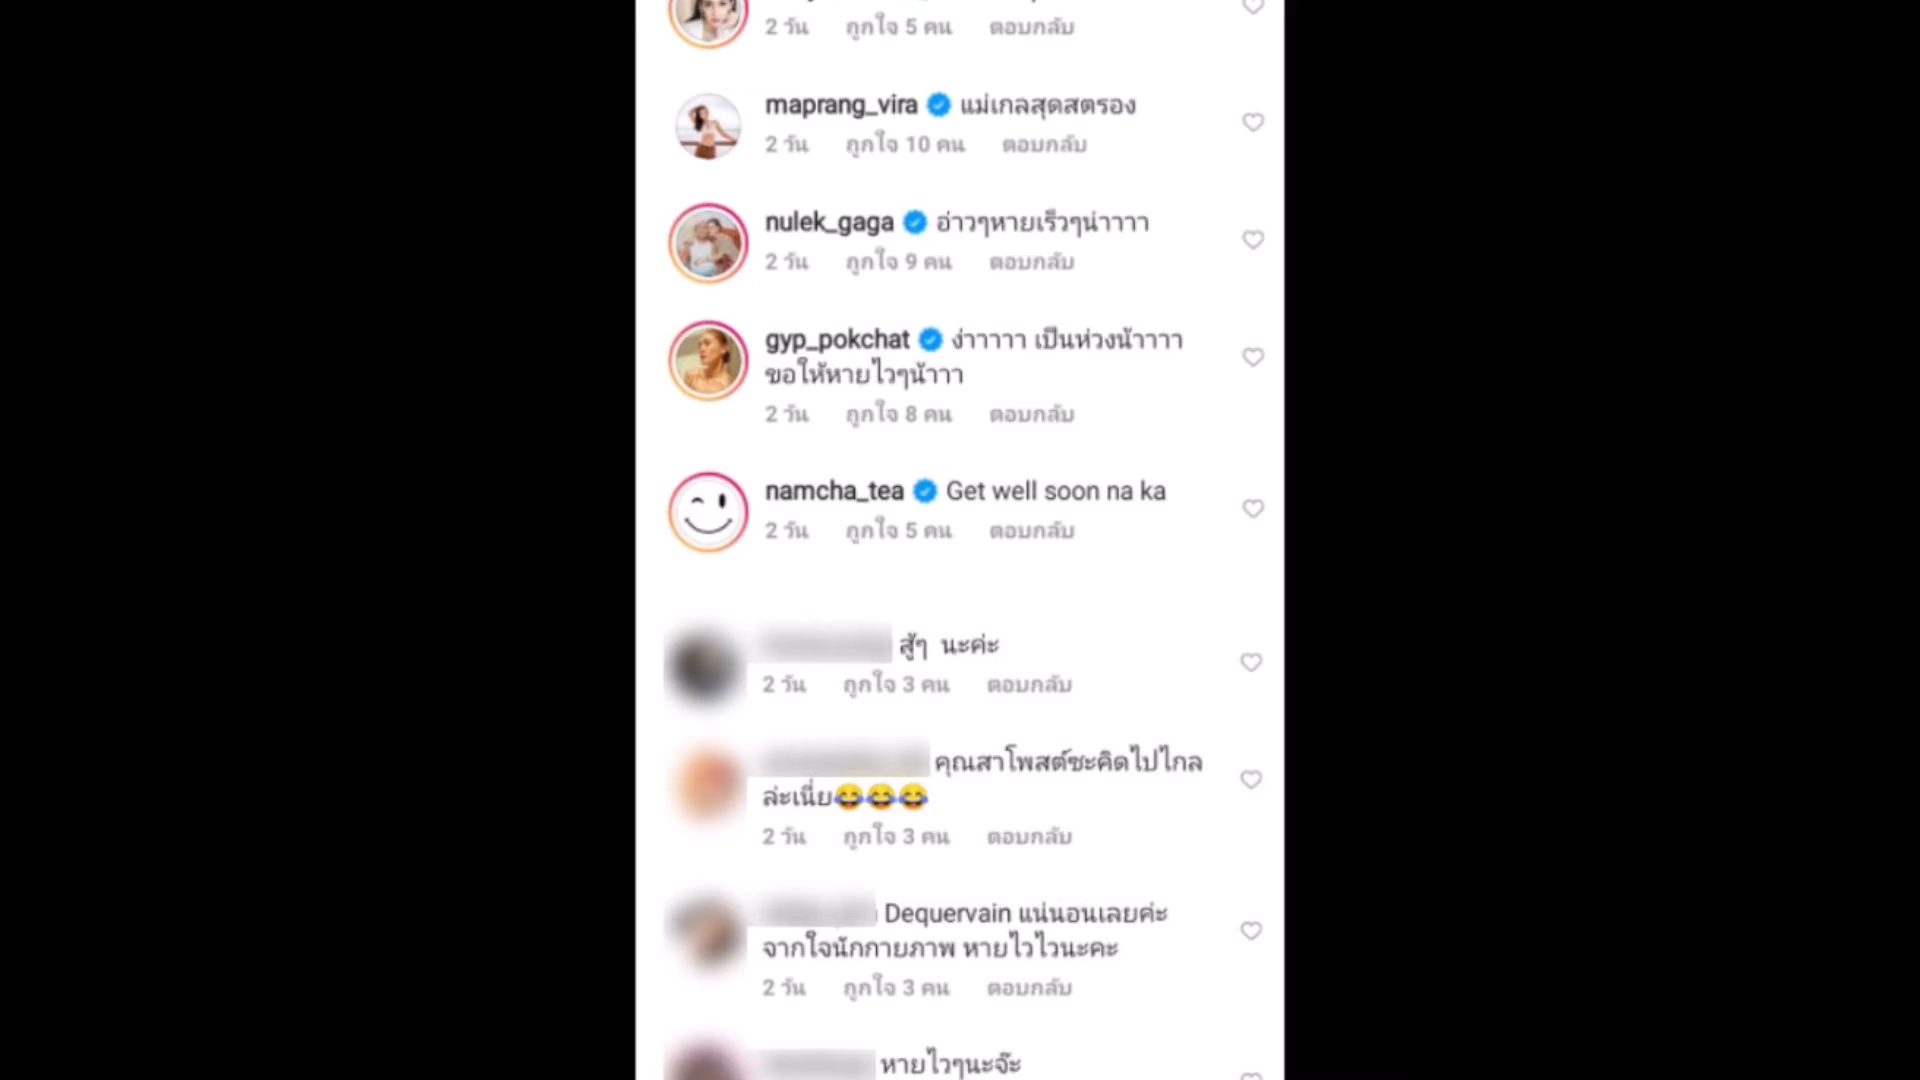 2 วัน ถูกใจ 5 คน ตอบกลับ
maprang_vira แม่เกลสุดสตรอง
2 วัน ถูกใจ 10 คน ตอบกลับ
nulek_gaga อ่าวๆหายเร็วๆน่าาาา
2 วัน ถูกใจ 9 คน ตอบกลับ
gyp_pokchat ง่าาาาา เป็นห่วงน้าาาา
ขอให้หายไวๆน้าาา
2 วัน ถูกใจ 8 คน ตอบกลับ
namcha_tea Get well soon na ka
2 วัน ถูกใจ 5 คน ตอบกลับ
สู้ๆ นะค่ะ
2 วัน ถูกใจ 3 คน ตอบกลับ
คุณสาโพสต์ซะคิดไปไกล
ล่ะเนี่ย😂😂😂
2 วัน ถูกใจ 3 คน ตอบกลับ
Dequervain แน่นอนเลยค่ะ
จากใจนักกายภาพ หายไวไวนะคะ
2 วัน ถูกใจ 3 คน ตอบกลับ
หายไวๆนะจ๊ะ